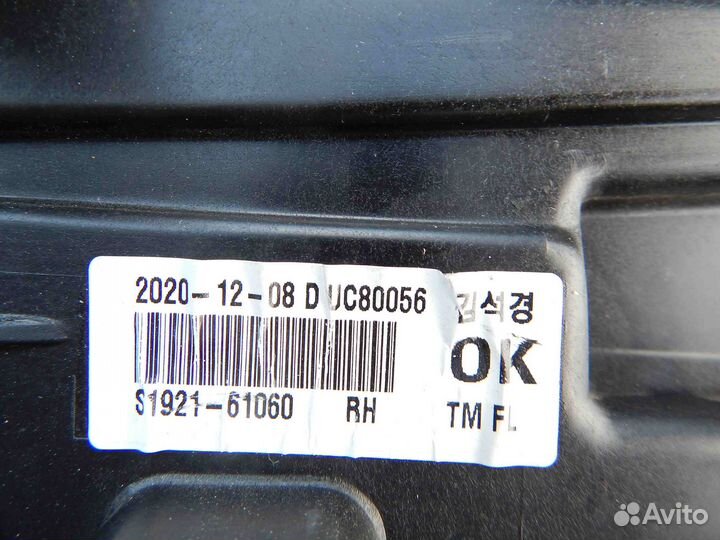 2020-12-08 D UC80056 김석경
OK
S1921-61060 RH TM FL
Avito